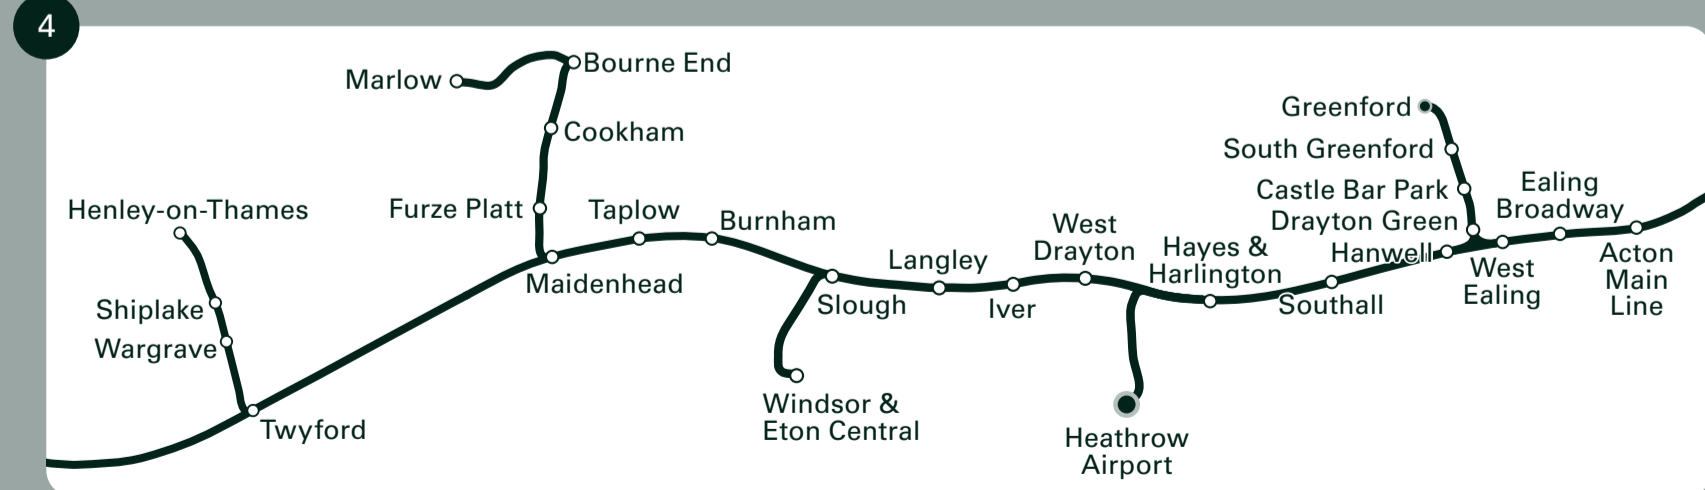 4
Marlow
Bourne End
Cookham
Furze Platt
Henley-on-Thames
Shiplake
Wargrave
Twyford
Maidenhead
Taplow
Burnham
Slough
Windsor &
Eton Central
Langley
Iver
West
Drayton
Heathrow
Airport
Hayes &
Harlington
Southall
Hanwell
Greenford
South Greenford
Castle Bar Park
Drayton Green
West
Ealing
Ealing
Broadway
Acton
Main
Line